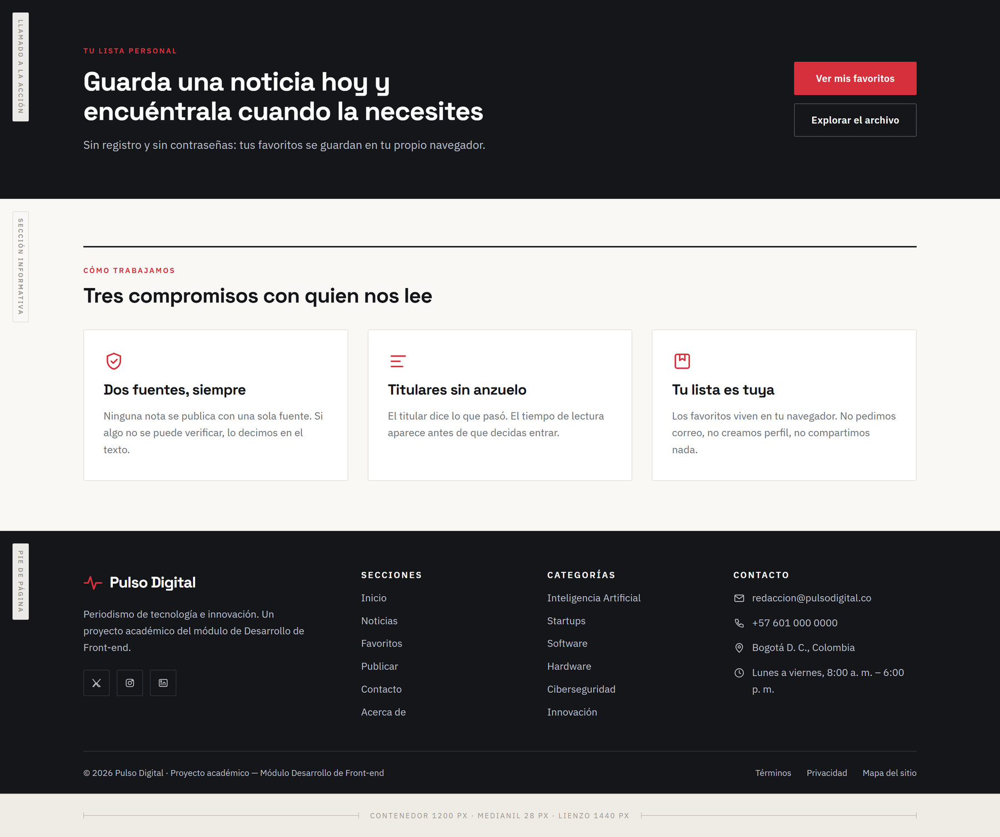 LLAMADO A LA ACCIÓN
TU LISTA PERSONAL
Guarda una noticia hoy y
encuéntrala cuando la necesites
Sin registro y sin contraseñas: tus favoritos se guardan en tu propio navegador.
Ver mis favoritos
Explorar el archivo
SECCIÓN INFORMATIVA
CÓMO TRABAJAMOS
Tres compromisos con quien nos lee
Dos fuentes, siempre
Ninguna nota se publica con una sola fuente. Si
algo no se puede verificar, lo decimos en el
texto.
Titulares sin anzuelo
El titular dice lo que pasó. El tiempo de lectura
aparece antes de que decidas entrar.
Tu lista es tuya
Los favoritos viven en tu navegador. No pedimos
correo, no creamos perfil, no compartimos
nada.
PIE DE PÁGINA
Pulso Digital
Periodismo de tecnología e innovación. Un
proyecto académico del módulo de Desarrollo de
Front-end.
SECCIONES
Inicio
Noticias
Favoritos
Publicar
Contacto
Acerca de
CATEGORÍAS
Inteligencia Artificial
Startups
Software
Hardware
Ciberseguridad
Innovación
CONTACTO
redaccion@pulsodigital.co
+57 601 000 0000
Bogotá D. C., Colombia
Lunes a viernes, 8:00 a. m. – 6:00
p. m.
© 2026 Pulso Digital · Proyecto académico — Módulo Desarrollo de Front-end
Términos
Privacidad
Mapa del sitio
CONTENEDOR 1200 PX · MEDIANIL 28 PX · LIENZO 1440 PX